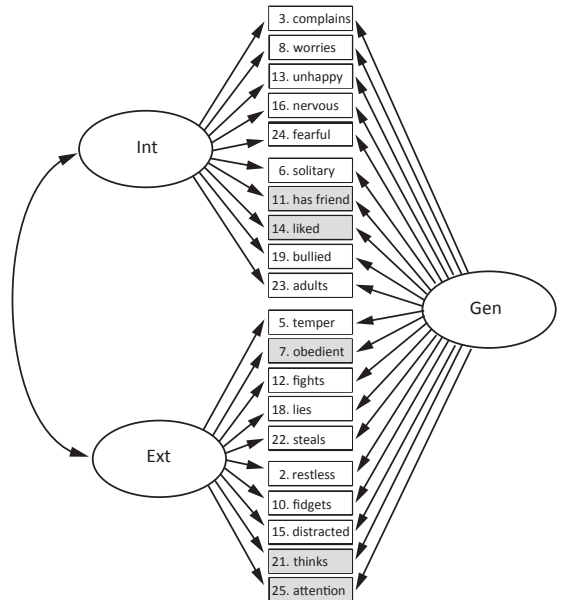 3. complains
8. worries
13. unhappy
16. nervous
24. fearful
6. solitary
11. has friend
14. liked
19. bullied
23. adults
5. temper
7. obedient
12. fights
18. lies
22. steals
2. restless
10. fidgets
15. distracted
21. thinks
25. attention
Int
Ext
Gen